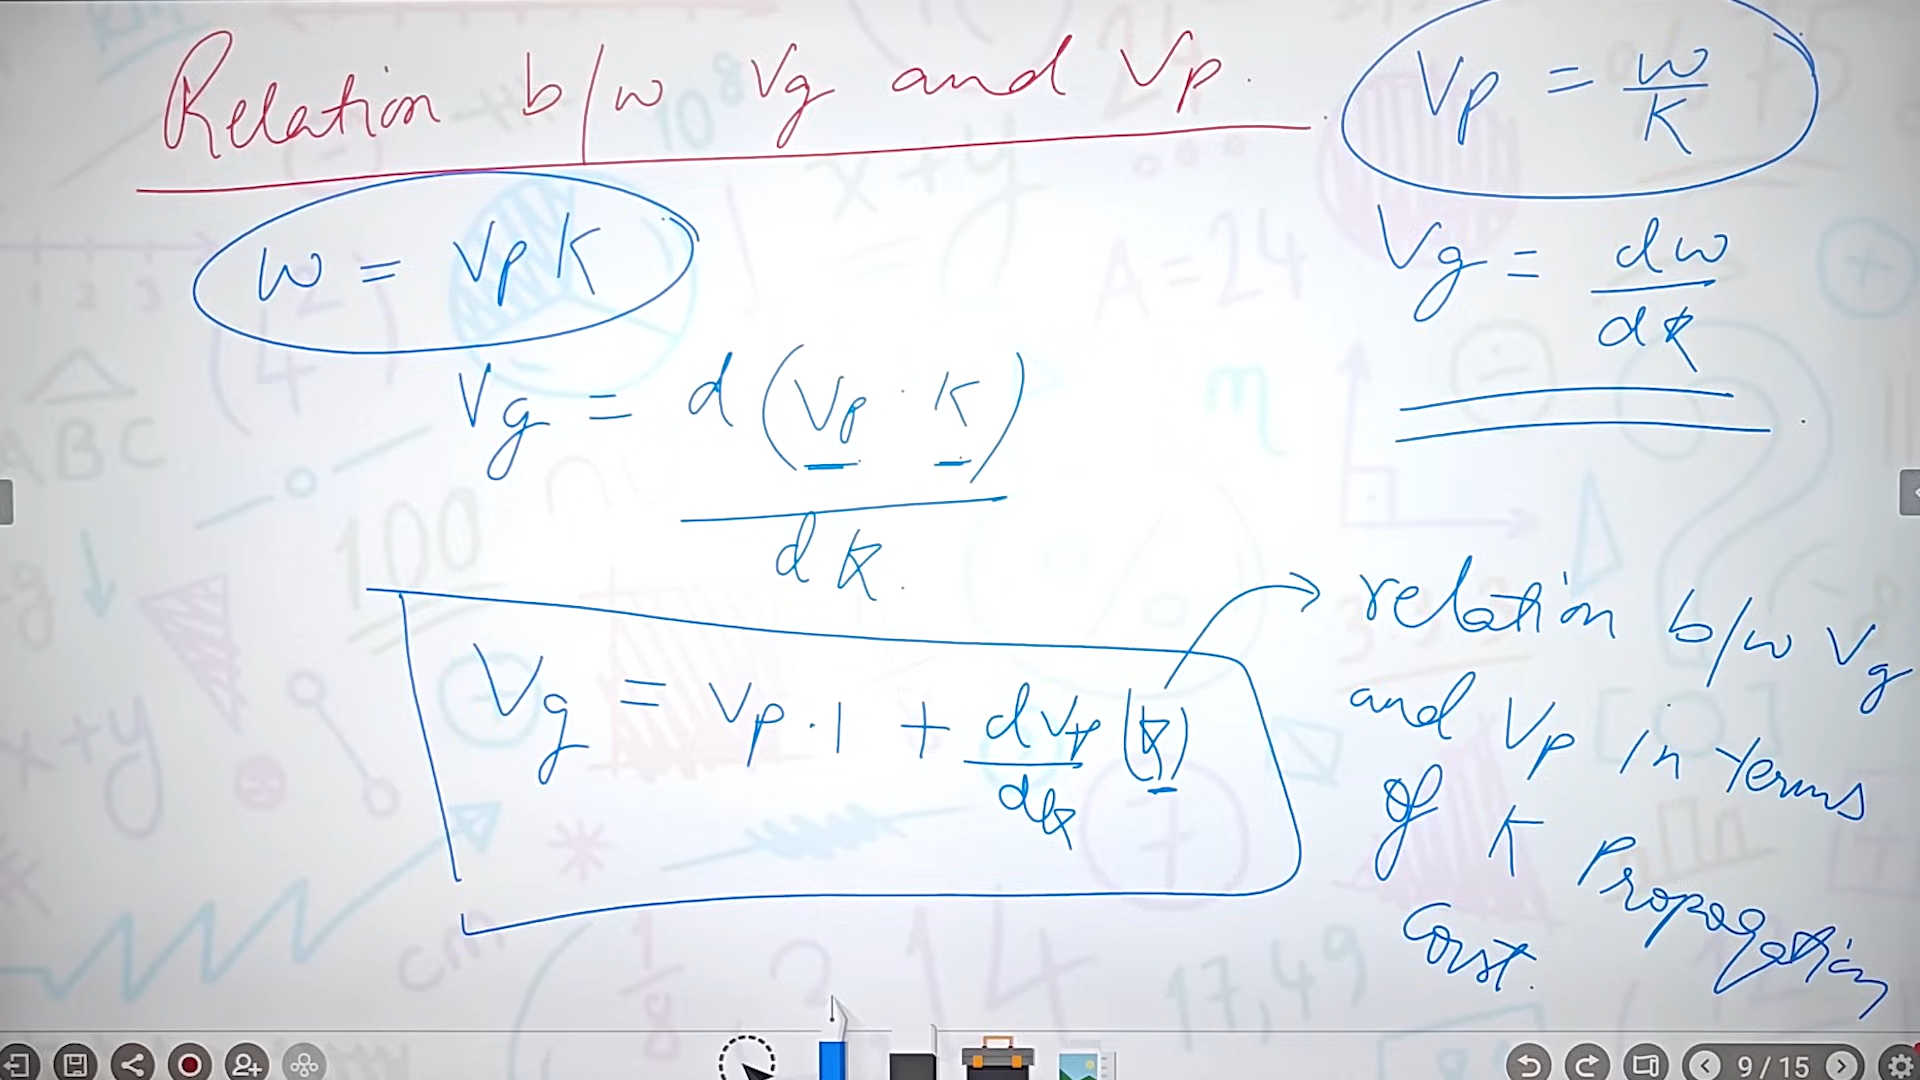 Relation b/w Vg and Vp.
Vp = w/K
w = Vp K
Vg = dw/dk
Vg = d (Vp . K)
dk.
Vg = Vp . 1 + dVp/dk (k)
relation b/w Vg
and Vp in terms
of K Propagation
const.
9 / 15